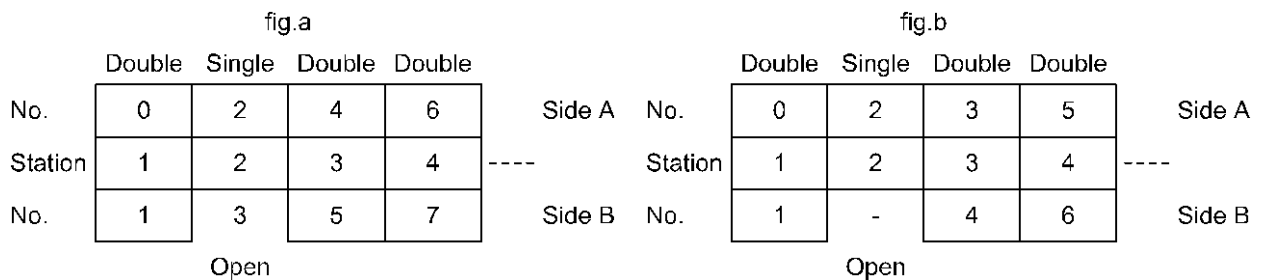 fig.a fig.b
Double Single Double Double Double Single Double Double
No. 0 2 4 6 Side A No. 0 2 3 5 Side A
Station 1 2 3 4 ---- Station 1 2 3 4 ----
No. 1 3 5 7 Side B No. 1 - 4 6 Side B
Open Open